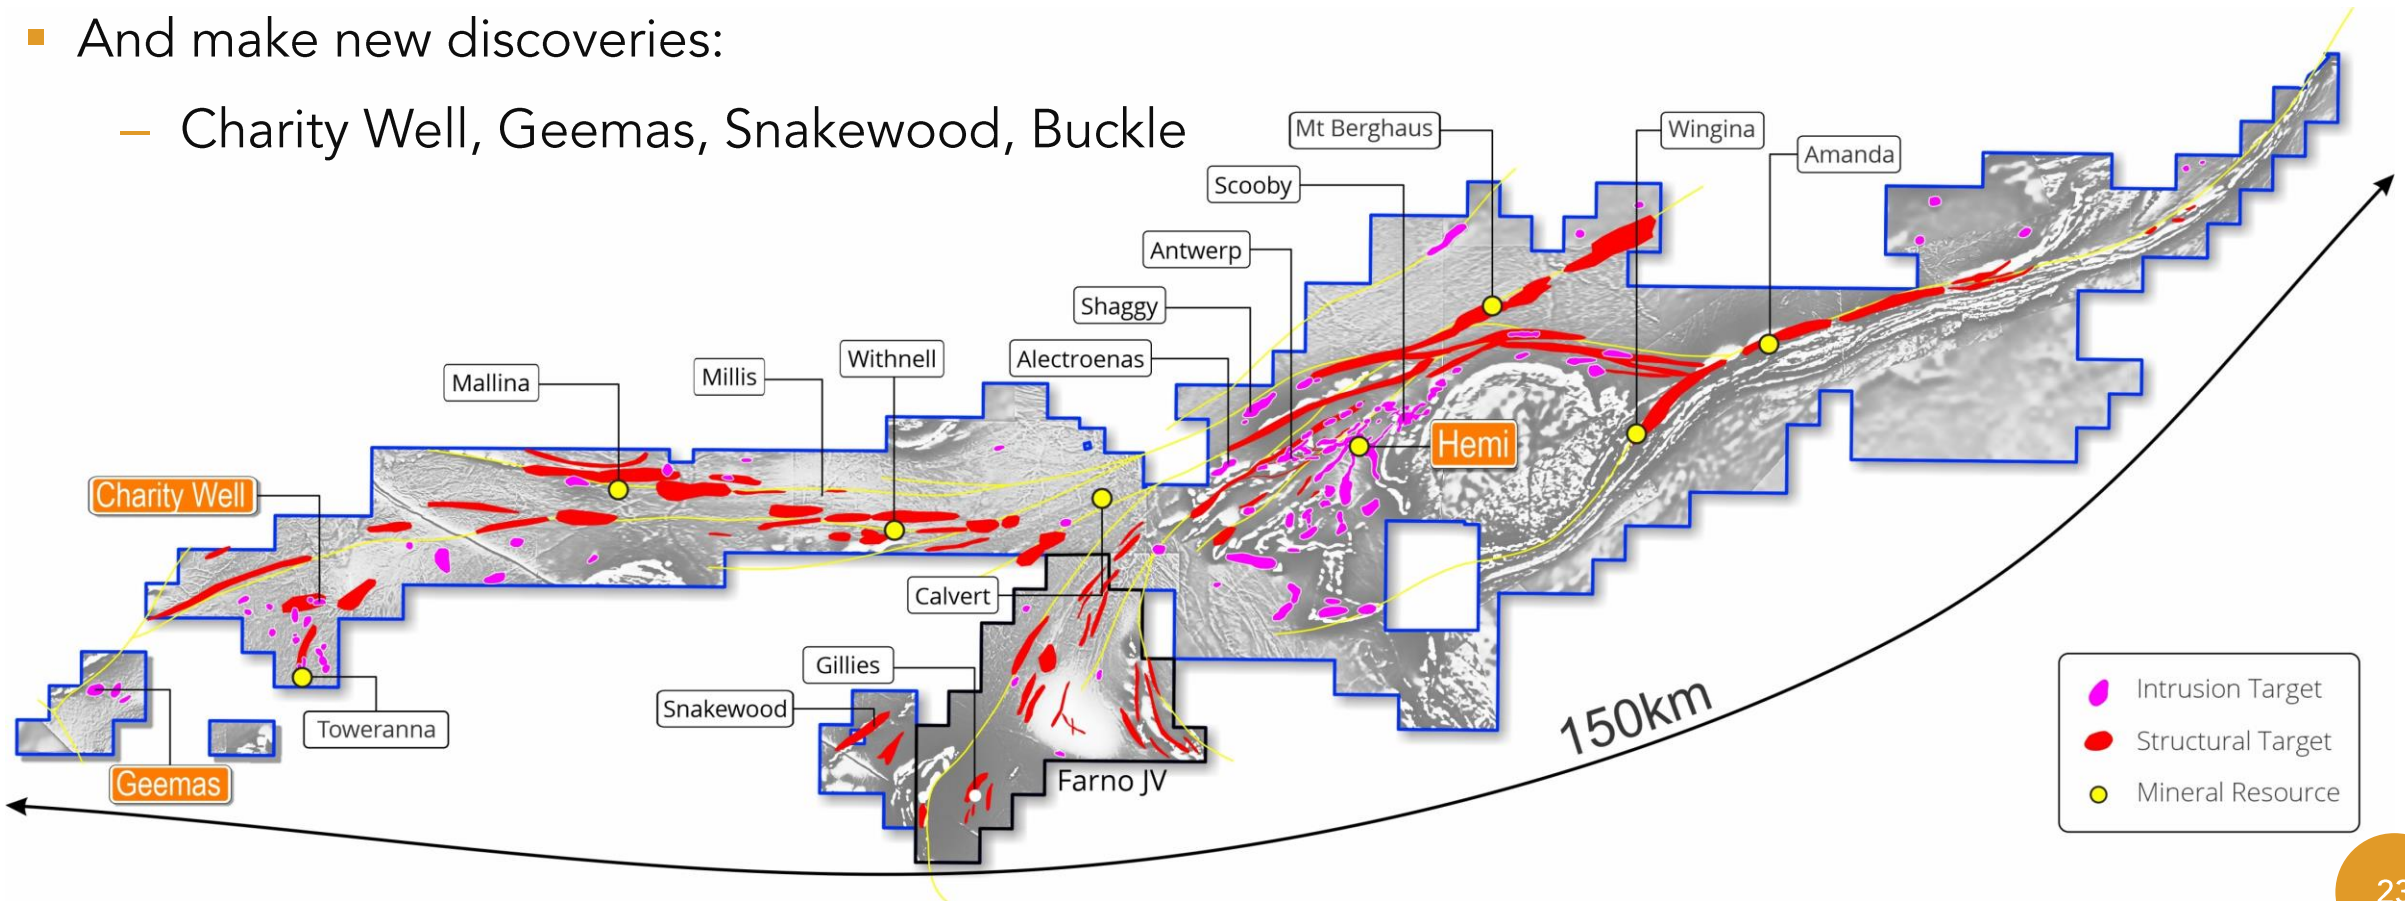 ▪ And make new discoveries:
– Charity Well, Geemas, Snakewood, Buckle
Mt Berghaus
Wingina
Amanda
Scooby
Antwerp
Shaggy
Alectroenas
Withnell
Millis
Mallina
Hemi
Charity Well
Calvert
Gillies
Snakewood
Toweranna
Geemas
Farno JV
150km
Intrusion Target
Structural Target
Mineral Resource
23